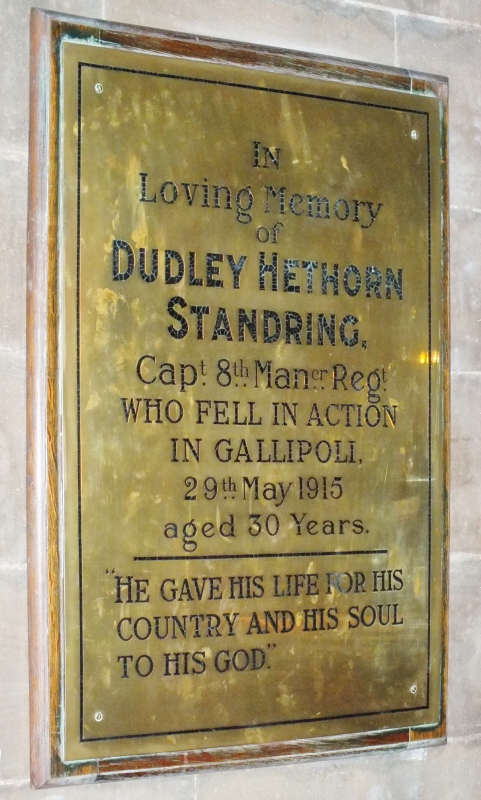 IN
Loving Memory
of
DUDLEY HETHORN
STANDRING,
Capt 8th Mancr Regt
WHO FELL IN ACTION
IN GALLIPOLI,
29th May 1915
aged 30 Years.
"HE GAVE HIS LIFE FOR HIS
COUNTRY AND HIS SOUL
TO HIS GOD."